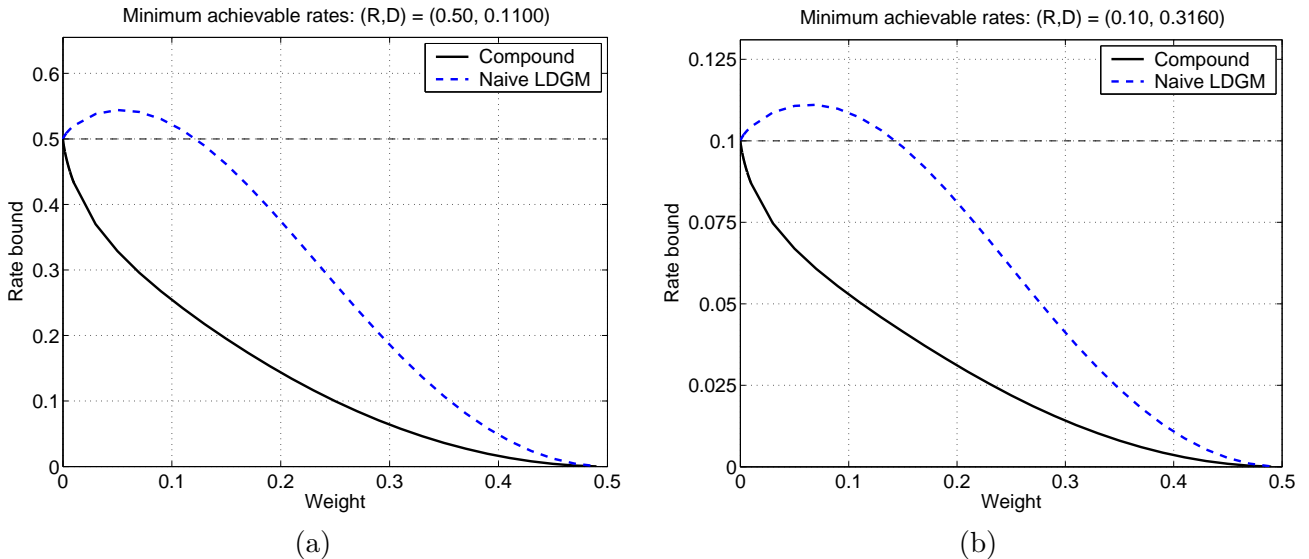 Minimum achievable rates: (R,D) = (0.50, 0.1100)
Compound
Naive LDGM
Rate bound
0.6
0.5
0.4
0.3
0.2
0.1
0
0 0.1 0.2 0.3 0.4 0.5
Weight
(a)
Minimum achievable rates: (R,D) = (0.10, 0.3160)
Compound
Naive LDGM
Rate bound
0.125
0.1
0.075
0.05
0.025
0
0 0.1 0.2 0.3 0.4 0.5
Weight
(b)